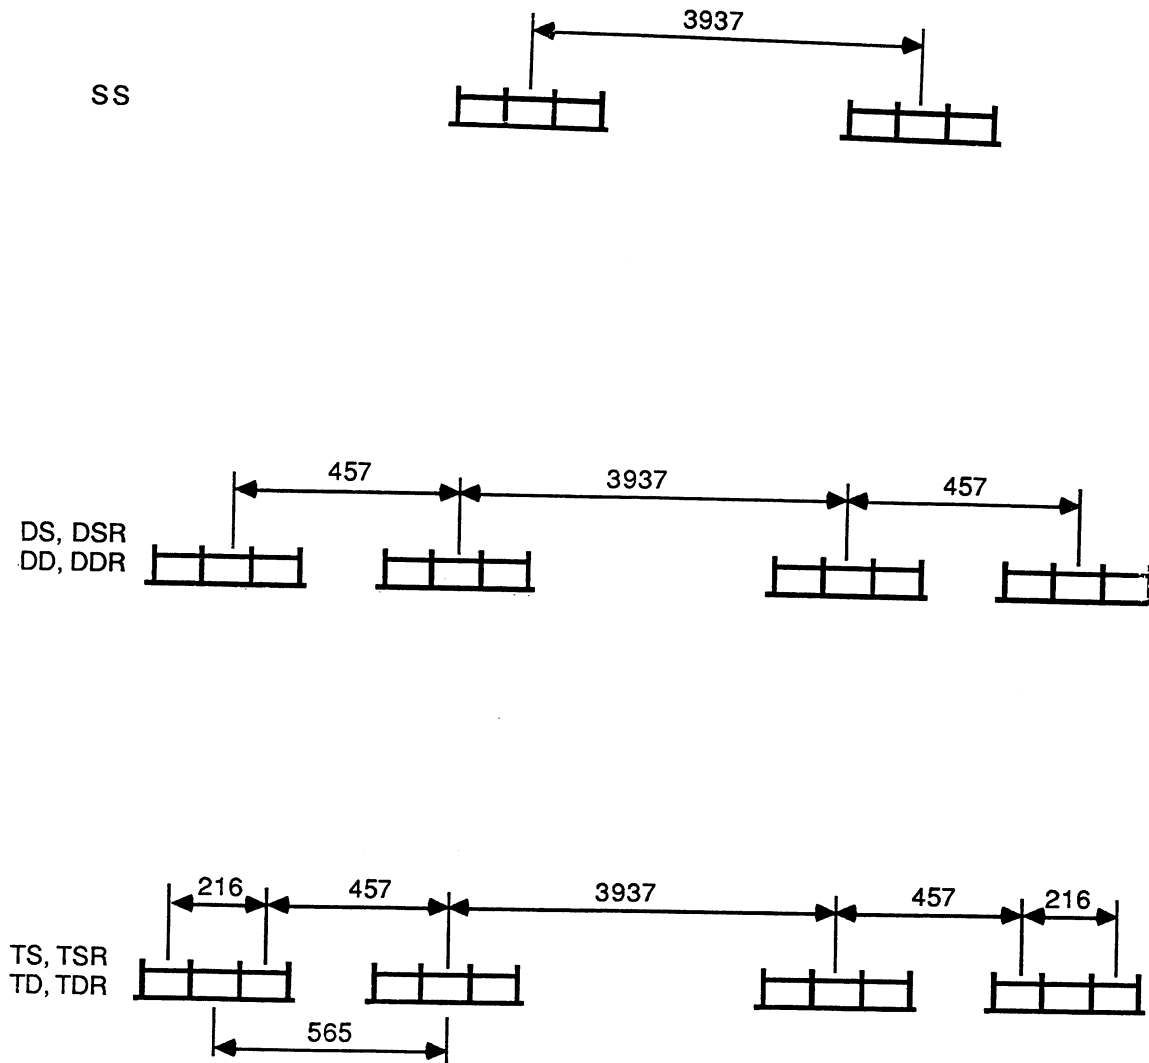 3937
SS
457 3937 457
DS, DSR
DD, DDR
216 457 3937 457 216
TS, TSR
TD, TDR
565